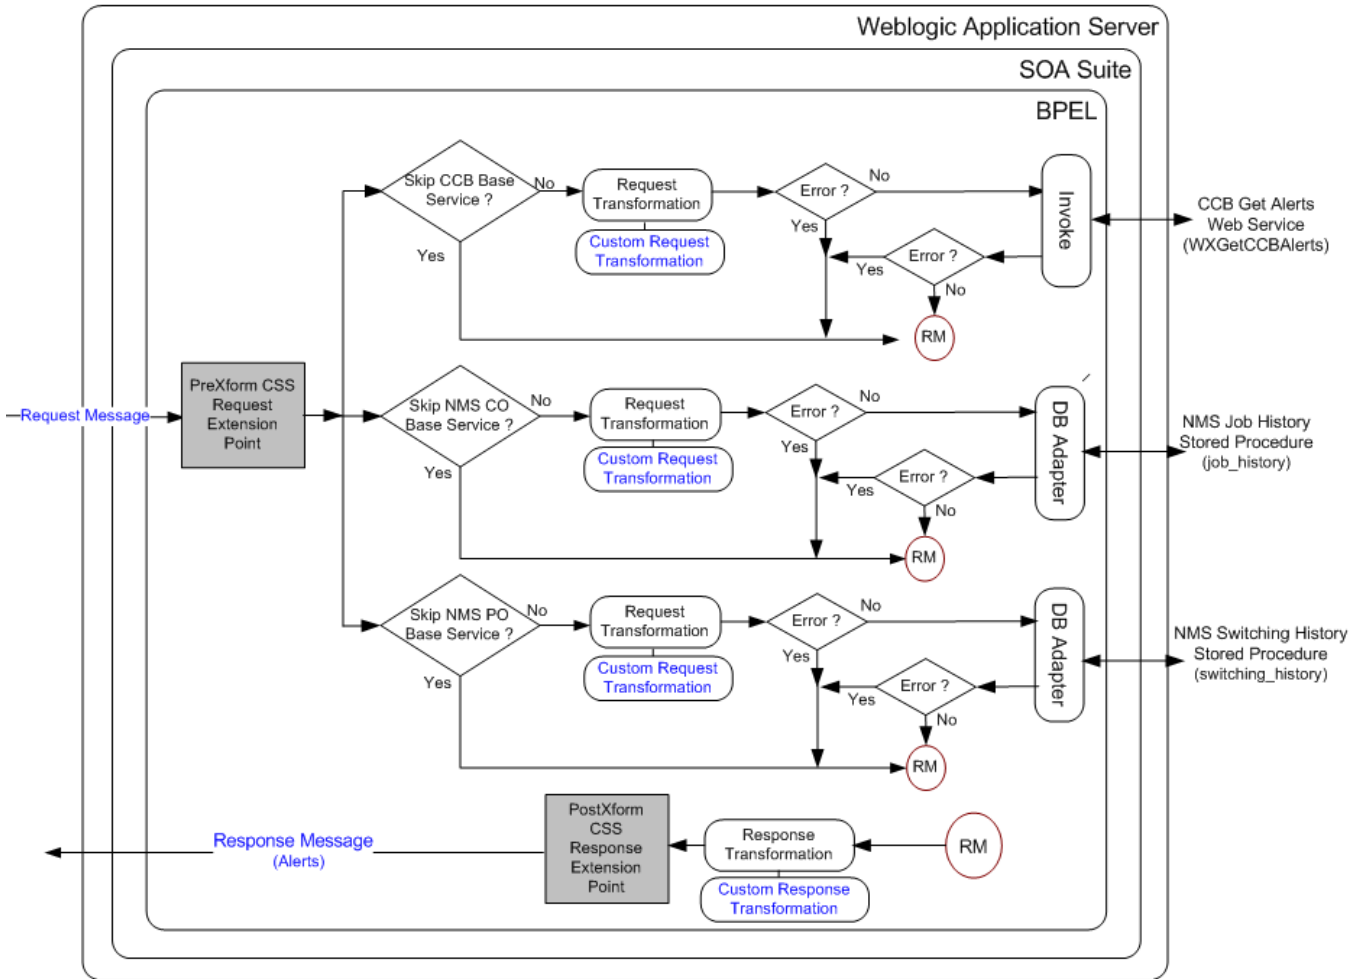 Weblogic Application Server
SOA Suite
BPEL
Skip CCB Base
Service ?
No
Yes
Request
Transformation
Custom Request
Transformation
Error ?
No
Yes
Invoke
Error ?
Yes
No
RM
CCB Get Alerts
Web Service
(WXGetCCBAlerts)
Request Message
PreXform CSS
Request
Extension
Point
Skip NMS CO
Base Service ?
No
Yes
Request
Transformation
Custom Request
Transformation
Error ?
No
Yes
DB Adapter
Error ?
Yes
No
RM
NMS Job History
Stored Procedure
(job_history)
Skip NMS PO
Base Service ?
No
Yes
Request
Transformation
Custom Request
Transformation
Error ?
No
Yes
DB Adapter
Error ?
Yes
No
RM
NMS Switching History
Stored Procedure
(switching_history)
Response Message
(Alerts)
PostXform
CSS
Response
Extension
Point
Response
Transformation
Custom Response
Transformation
RM